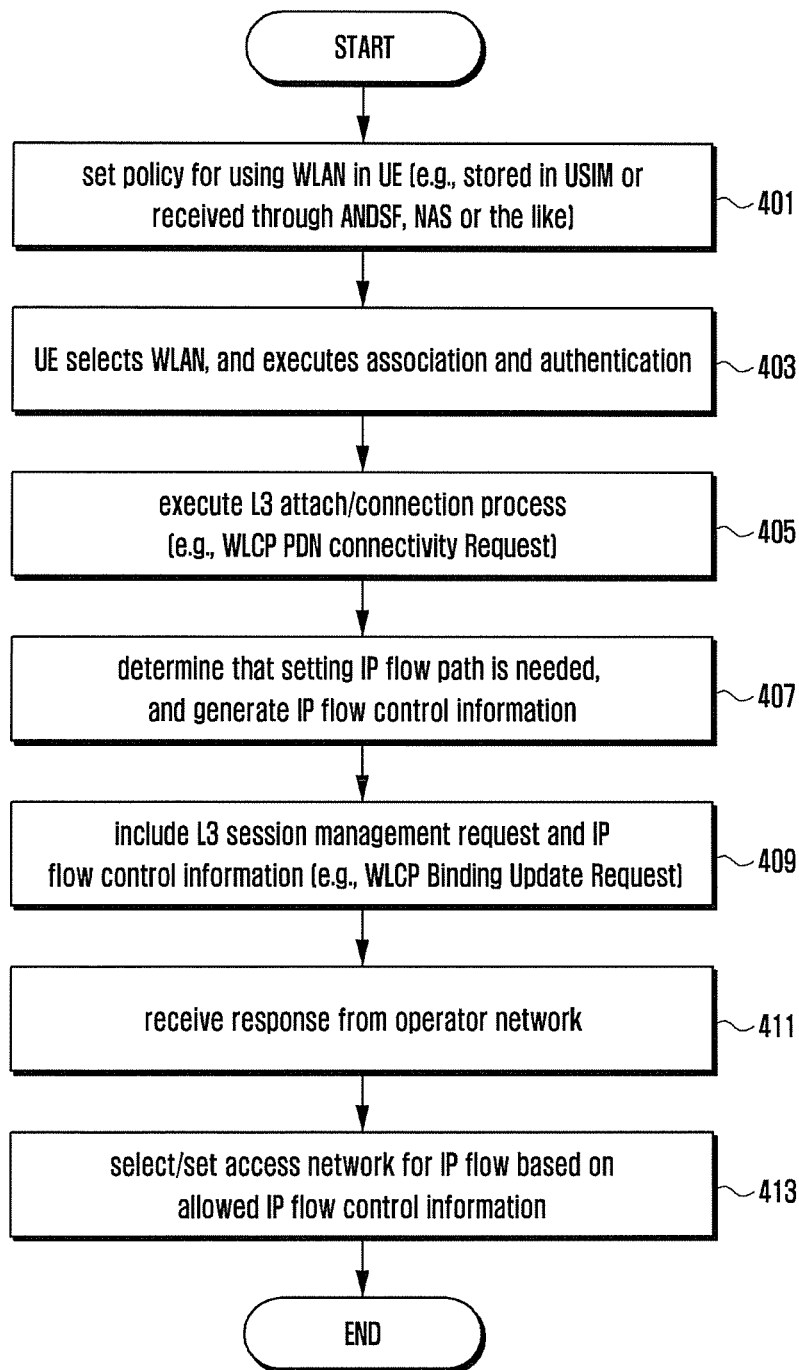 START
set policy for using WLAN in UE (e.g., stored in USIM or
received through ANDSF, NAS or the like)
401
UE selects WLAN, and executes association and authentication
403
execute L3 attach/connection process
(e.g., WLCP PDN connectivity Request)
405
determine that setting IP flow path is needed,
and generate IP flow control information
407
include L3 session management request and IP
flow control information (e.g., WLCP Binding Update Request)
409
receive response from operator network
411
select/set access network for IP flow based on
allowed IP flow control information
413
END